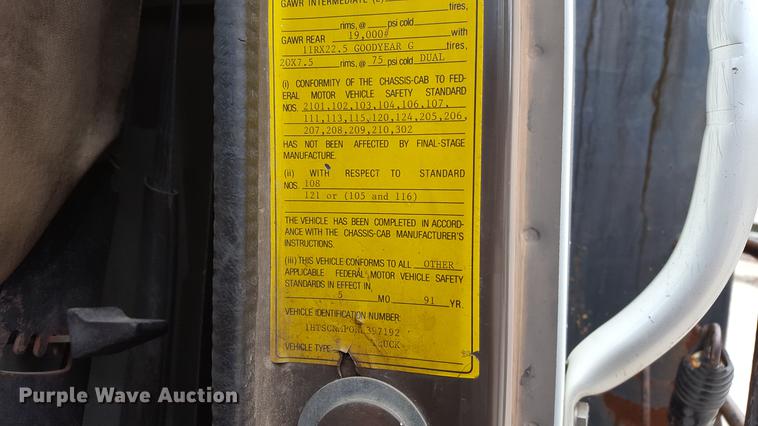 GAWR INTERMEDIATE (2) tires,
rims, @ psi cold
GAWR REAR 19,000# with
11RX22.5 GOODYEAR G tires,
20X7.5 rims, @ 75 psi cold DUAL
(i) CONFORMITY OF THE CHASSIS-CAB TO FED-
ERAL MOTOR VEHICLE SAFETY STANDARD
NOS. 2101,102,103,104,106,107,
111,113,115,120,124,205,206,
207,208,209,210,302
HAS NOT BEEN AFFECTED BY FINAL-STAGE
MANUFACTURE.
(ii) WITH RESPECT TO STANDARD
NOS. 108
121 or (105 and 116)
THE VEHICLE HAS BEEN COMPLETED IN ACCORD-
ANCE WITH THE CHASSIS-CAB MANUFACTURER'S
INSTRUCTIONS.
(iii) THIS VEHICLE CONFORMS TO ALL OTHER
APPLICABLE FEDERAL MOTOR VEHICLE SAFETY
STANDARDS IN EFFECT IN
5 MO. 91 YR.
VEHICLE IDENTIFICATION NUMBER:
VEHICLE TYPE
Purple Wave Auction